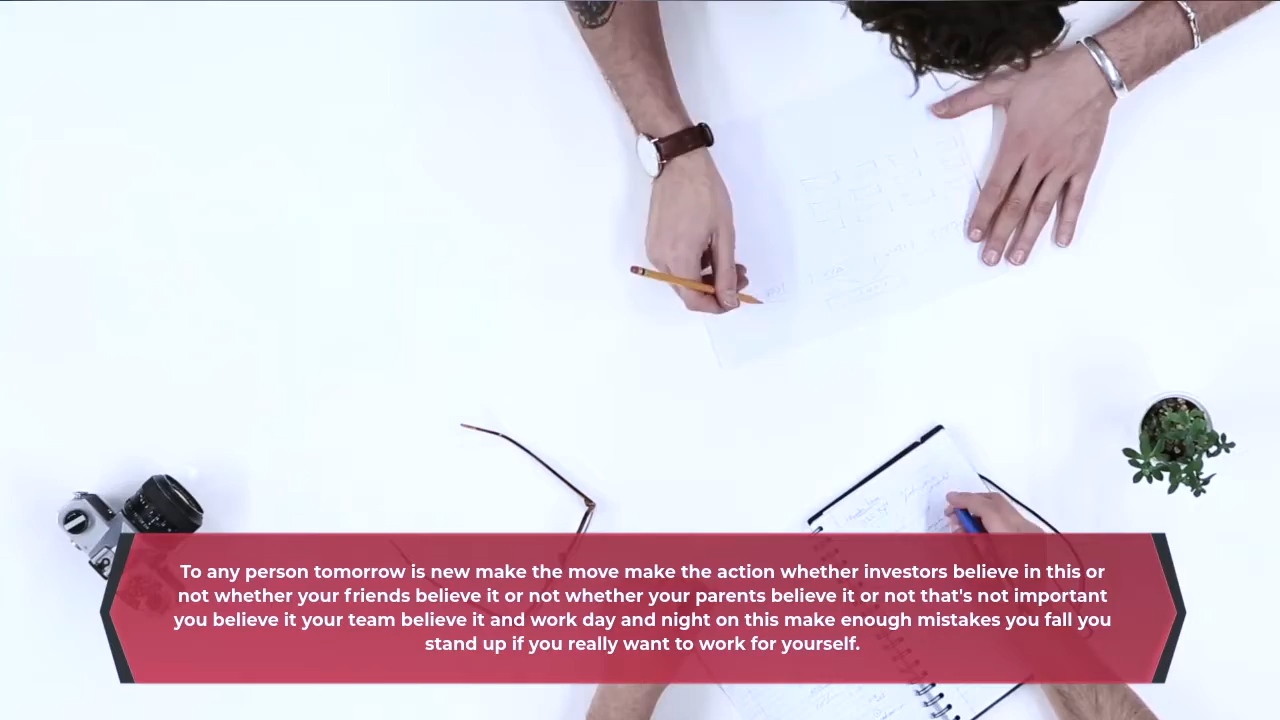 To any person tomorrow is new make the move make the action whether investors believe in this or
not whether your friends believe it or not whether your parents believe it or not that's not important
you believe it your team believe it and work day and night on this make enough mistakes you fall you
stand up if you really want to work for yourself.